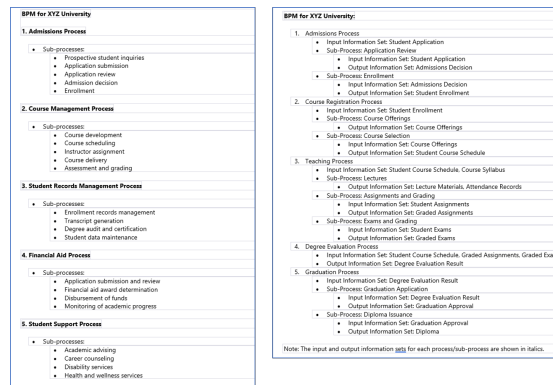 BPM for XYZ University
1. Admissions Process
• Sub-processes:
• Prospective student inquiries
• Application submission
• Application review
• Admission decision
• Enrollment
2. Course Management Process
• Sub-processes:
• Course development
• Course scheduling
• Instructor assignment
• Course delivery
• Assessment and grading
3. Student Records Management Process
• Sub-processes:
• Enrollment records management
• Transcript generation
• Degree audit and certification
• Student data maintenance
4. Financial Aid Process
• Sub-processes:
• Application submission and review
• Financial aid award determination
• Disbursement of funds
• Monitoring of academic progress
5. Student Support Process
• Sub-processes:
• Academic advising
• Career counseling
• Disability services
• Health and wellness services
BPM for XYZ University:
1. Admissions Process
• Input Information Set: Student Application
• Sub-Process: Application Review
• Input Information Set: Student Application
• Output Information Set: Admissions Decision
• Sub-Process: Enrollment
• Input Information Set: Admissions Decision
• Output Information Set: Student Enrollment
2. Course Registration Process
• Input Information Set: Student Enrollment
• Sub-Process: Course Offerings
• Output Information Set: Course Offerings
• Sub-Process: Course Selection
• Input Information Set: Course Offerings
• Output Information Set: Student Course Schedule
3. Teaching Process
• Input Information Set: Student Course Schedule, Course Syllabus
• Sub-Process: Lectures
• Output Information Set: Lecture Materials, Attendance Records
• Sub-Process: Assignments and Grading
• Input Information Set: Student Assignments
• Output Information Set: Graded Assignments
• Sub-Process: Exams and Grading
• Input Information Set: Student Exams
• Output Information Set: Graded Exams
4. Degree Evaluation Process
• Input Information Set: Student Course Schedule, Graded Assignments, Graded Exa
• Output Information Set: Degree Evaluation Result
5. Graduation Process
• Input Information Set: Degree Evaluation Result
• Sub-Process: Graduation Application
• Input Information Set: Degree Evaluation Result
• Output Information Set: Graduation Approval
• Sub-Process: Diploma Issuance
• Input Information Set: Graduation Approval
• Output Information Set: Diploma
Note: The input and output information sets for each process/sub-process are shown in italics.